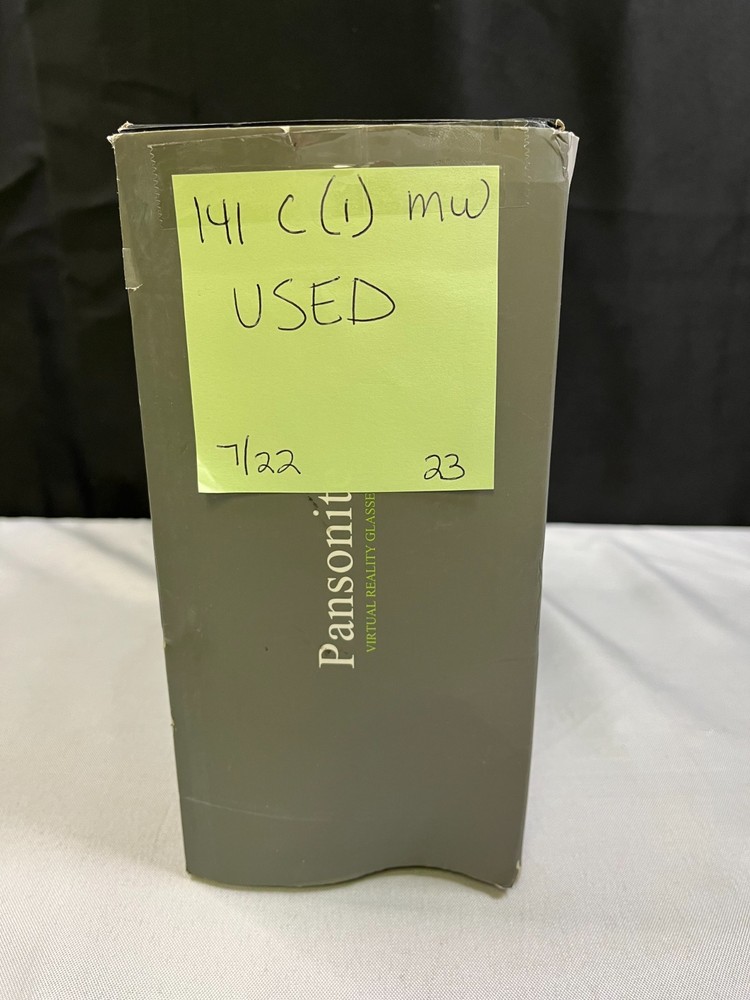 141 C (1) MW
USED
7/22 23
Pansonit
VIRTUAL REALITY GLASSE